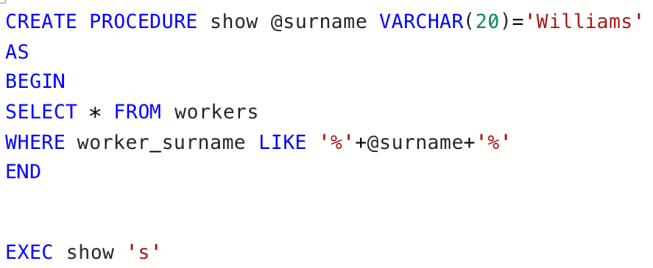 CREATE PROCEDURE show @surname VARCHAR(20)='Williams'
AS
BEGIN
SELECT * FROM workers
WHERE worker_surname LIKE '%'+@surname+'%'
END
EXEC show 's'